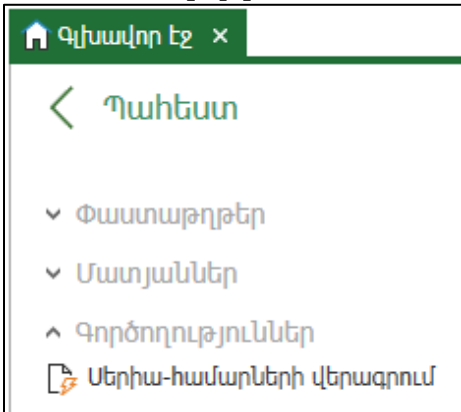 Գլխավոր էջ ×
Պահեստ
Փաստաթղթեր
Մատյաններ
Գործողություններ
Սերիա-համարների վերագրում